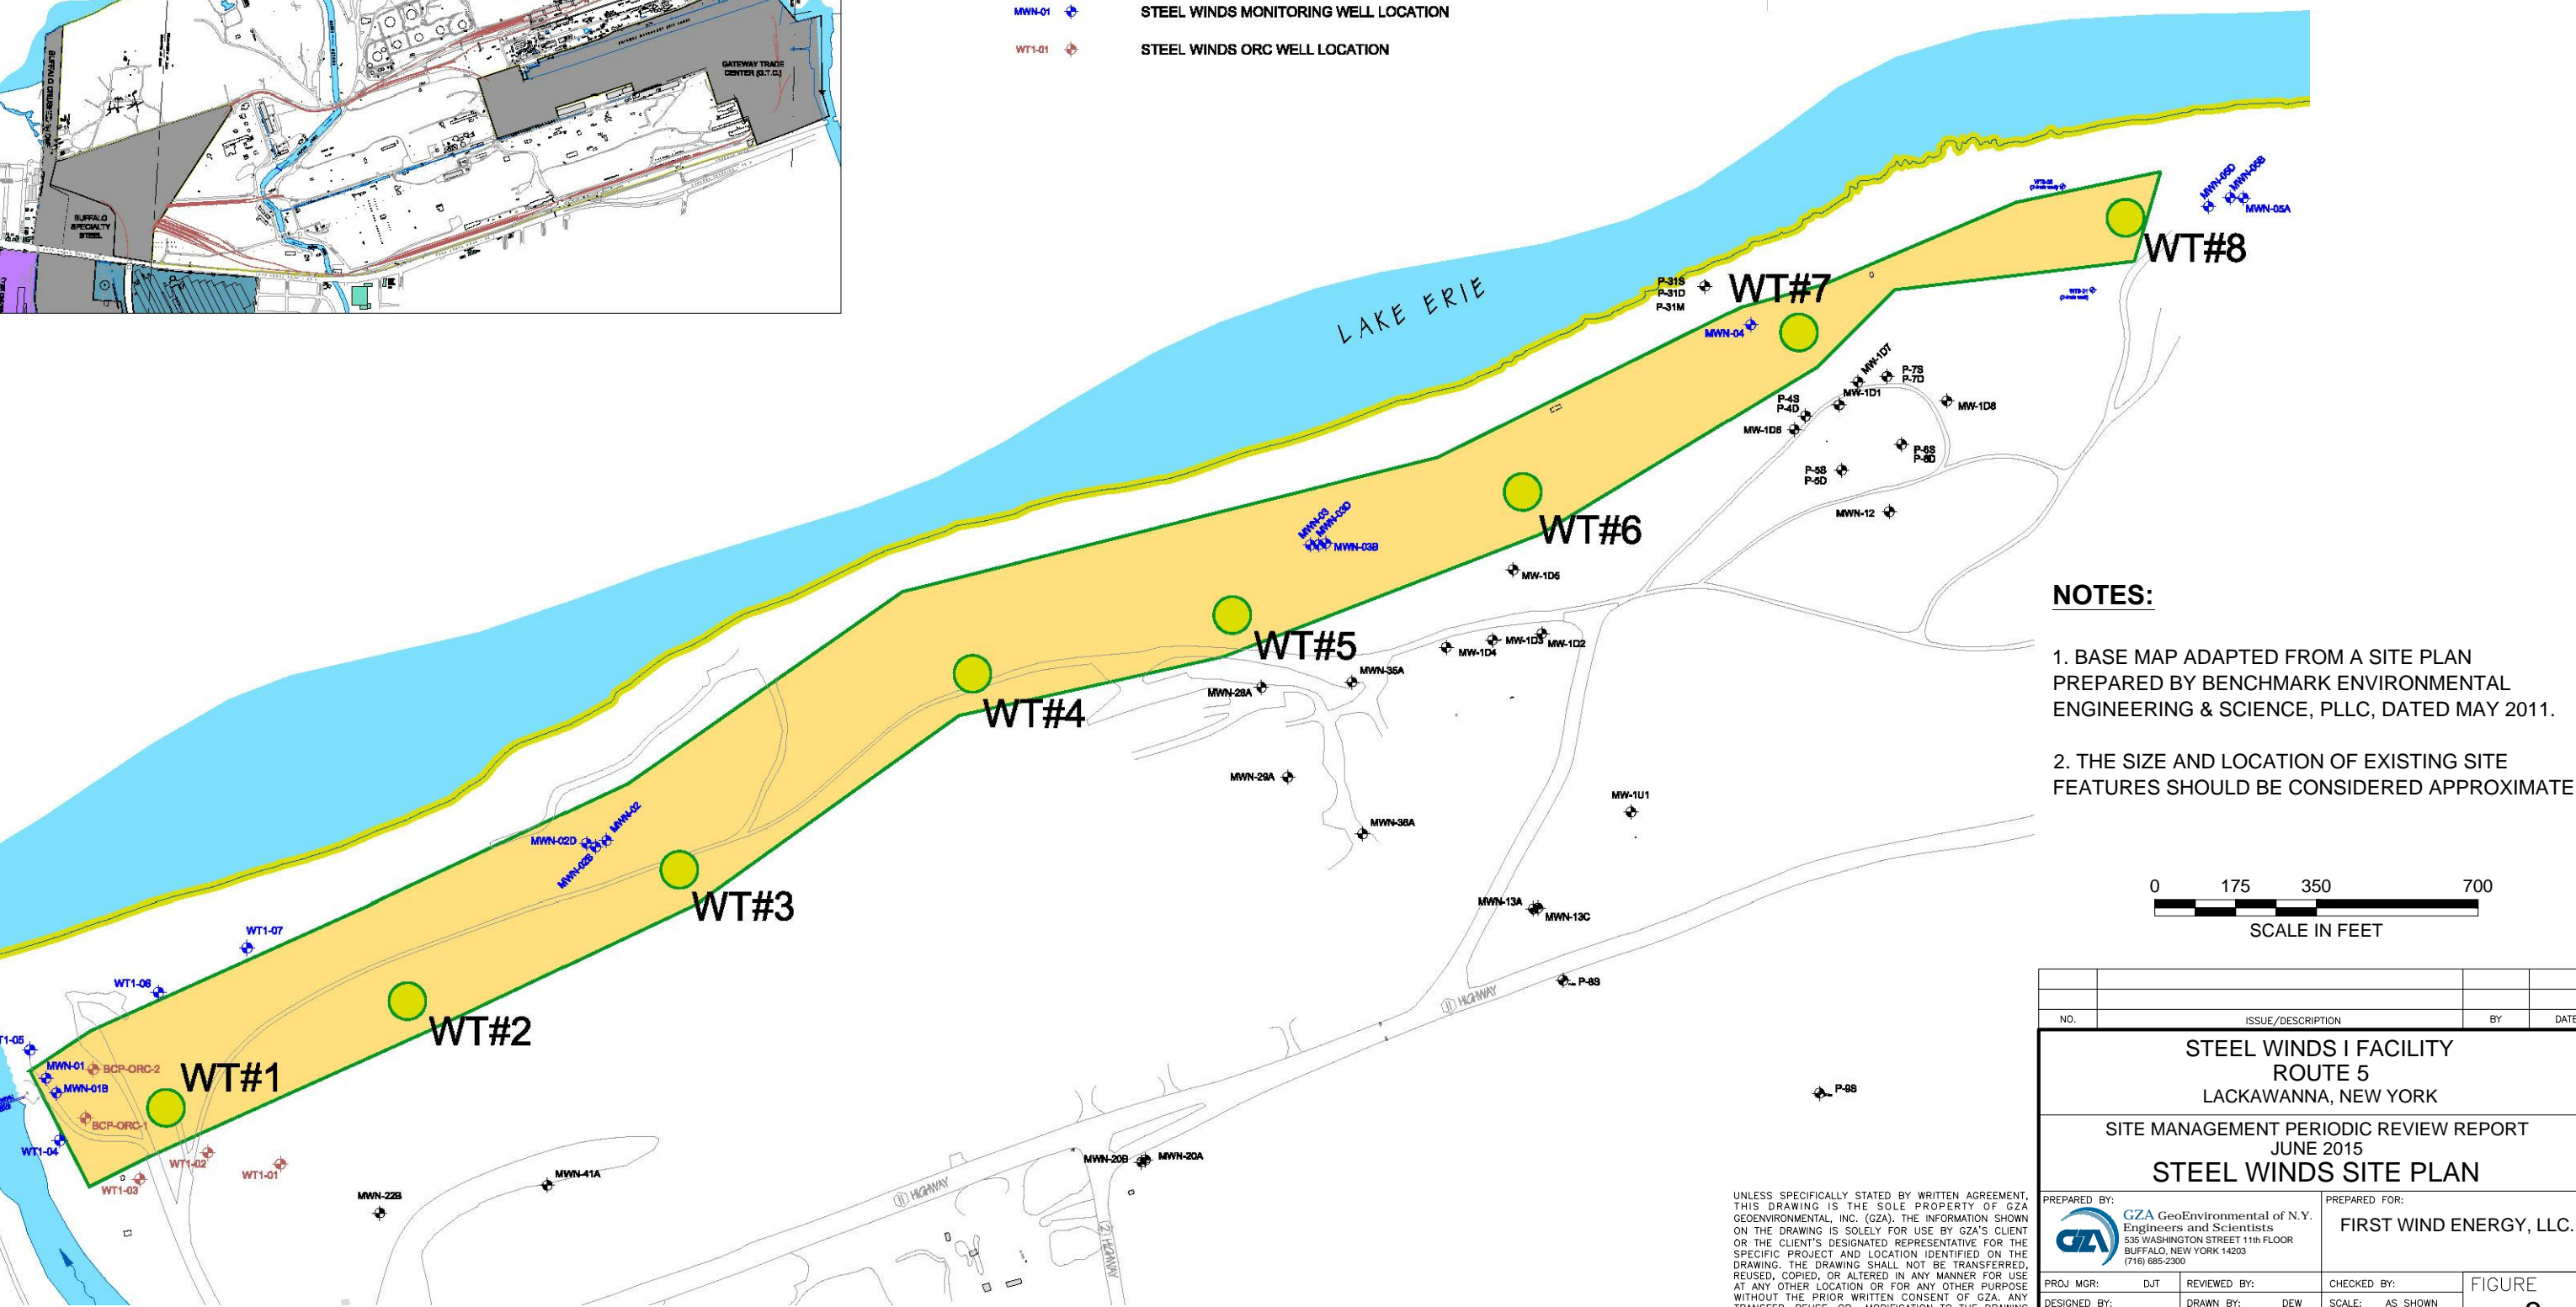 MWN-01 STEEL WINDS MONITORING WELL LOCATION
WT1-01 STEEL WINDS ORC WELL LOCATION
GATEWAY TRADE
CENTER (G.T.C.)
BUFFALO
SPECIALTY
STEEL
LAKE ERIE
MWN-05D
MWN-05B
MWN-05A
WT#8
P-31S
P-31D
P-31M
WT#7
MWN-04
MW-1D7
P-7S
P-7D
MW-1D1
P-4S
P-4D
MW-1D8
MW-1D6
P-6S
P-6D
P-5S
P-5D
MWN-12
MWN-03
MWN-03D
MWN-03B
WT#6
MW-1D5
WT#5
MW-1D4
MW-1D3
MW-1D2
MWN-35A
MWN-28A
WT#4
MWN-29A
MWN-36A
MW-1U1
MWN-02
MWN-02D
MWN-02B
WT#3
MWN-13A
MWN-13C
P-8S
HIGHWAY
WT1-07
WT1-06
WT#2
MWN-01
BCP-ORC-2
MWN-01B
WT#1
BCP-ORC-1
WT1-04
WT1-02
WT1-01
WT1-03
MWN-22B
MWN-41A
MWN-20B
MWN-20A
P-9S
HIGHWAY
(2) HIGHWAY
NOTES:
1. BASE MAP ADAPTED FROM A SITE PLAN
PREPARED BY BENCHMARK ENVIRONMENTAL
ENGINEERING & SCIENCE, PLLC, DATED MAY 2011.
2. THE SIZE AND LOCATION OF EXISTING SITE
FEATURES SHOULD BE CONSIDERED APPROXIMATE
0 175 350 700
SCALE IN FEET
NO. ISSUE/DESCRIPTION BY DATE
STEEL WINDS I FACILITY
ROUTE 5
LACKAWANNA, NEW YORK
SITE MANAGEMENT PERIODIC REVIEW REPORT
JUNE 2015
STEEL WINDS SITE PLAN
PREPARED BY:
GZA
GZA GeoEnvironmental of N.Y.
Engineers and Scientists
535 WASHINGTON STREET 11th FLOOR
BUFFALO, NEW YORK 14203
(716) 685-2300
PREPARED FOR:
FIRST WIND ENERGY, LLC.
PROJ MGR: DJT REVIEWED BY: CHECKED BY: FIGURE
DESIGNED BY: DRAWN BY: DEW SCALE: AS SHOWN
UNLESS SPECIFICALLY STATED BY WRITTEN AGREEMENT,
THIS DRAWING IS THE SOLE PROPERTY OF GZA
GEOENVIRONMENTAL, INC. (GZA). THE INFORMATION SHOWN
ON THE DRAWING IS SOLELY FOR USE BY GZA'S CLIENT
OR THE CLIENT'S DESIGNATED REPRESENTATIVE FOR THE
SPECIFIC PROJECT AND LOCATION IDENTIFIED ON THE
DRAWING. THE DRAWING SHALL NOT BE TRANSFERRED,
REUSED, COPIED, OR ALTERED IN ANY MANNER FOR USE
AT ANY OTHER LOCATION OR FOR ANY OTHER PURPOSE
WITHOUT THE PRIOR WRITTEN CONSENT OF GZA. ANY